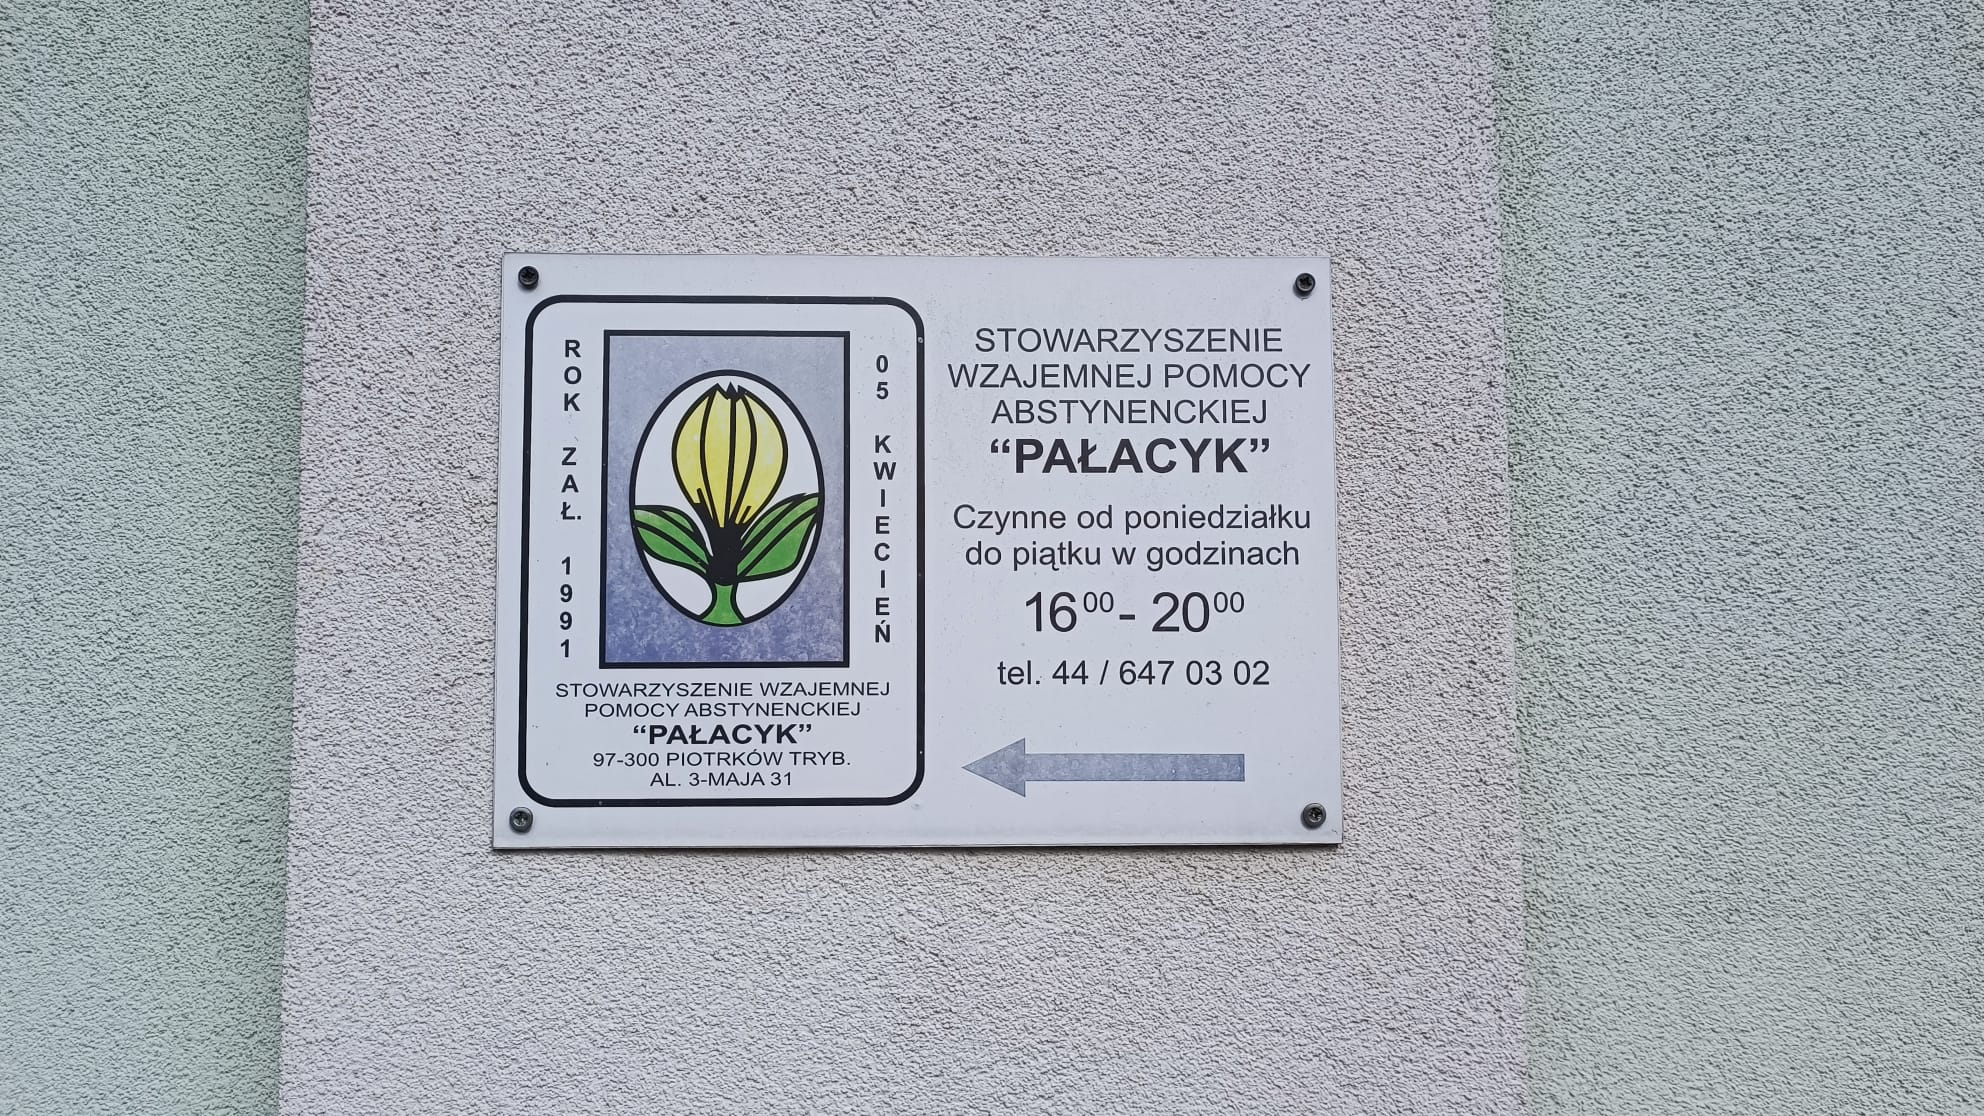 ROK ZAŁ. 1991
05 KWIECIEŃ
STOWARZYSZENIE WZAJEMNEJ
POMOCY ABSTYNENCKIEJ
“PAŁACYK”
97-300 PIOTRKÓW TRYB.
AL. 3-MAJA 31
STOWARZYSZENIE
WZAJEMNEJ POMOCY
ABSTYNENCKIEJ
“PAŁACYK”
Czynne od poniedziałku
do piątku w godzinach
16⁰⁰ - 20⁰⁰
tel. 44 / 647 03 02